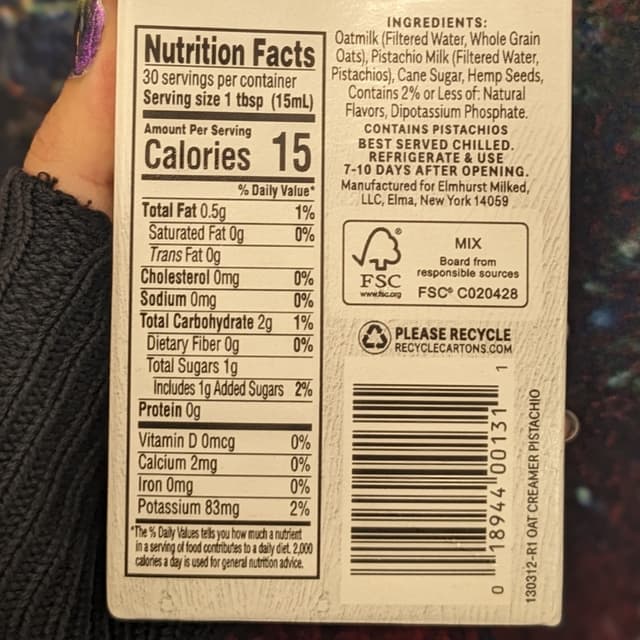 Nutrition Facts
30 servings per container
Serving size 1 tbsp (15mL)
Amount Per Serving
Calories 15
% Daily Value*
Total Fat 0.5g 1%
Saturated Fat 0g 0%
Trans Fat 0g
Cholesterol 0mg 0%
Sodium 0mg 0%
Total Carbohydrate 2g 1%
Dietary Fiber 0g 0%
Total Sugars 1g
Includes 1g Added Sugars 2%
Protein 0g
Vitamin D 0mcg 0%
Calcium 2mg 0%
Iron 0mg 0%
Potassium 83mg 2%
*The % Daily Values tells you how much a nutrient
in a serving of food contributes to a daily diet. 2,000
calories a day is used for general nutrition advice.
INGREDIENTS:
Oatmilk (Filtered Water, Whole Grain
Oats), Pistachio Milk (Filtered Water,
Pistachios), Cane Sugar, Hemp Seeds,
Contains 2% or Less of: Natural
Flavors, Dipotassium Phosphate.
CONTAINS PISTACHIOS
BEST SERVED CHILLED.
REFRIGERATE & USE
7-10 DAYS AFTER OPENING.
Manufactured for Elmhurst Milked,
LLC, Elma, New York 14059
®
FSC
www.fsc.org
MIX
Board from
responsible sources
FSC® C020428
PLEASE RECYCLE
RECYCLECARTONS.COM
0 18944 00131 1
130312-R1 OAT CREAMER PISTACHIO